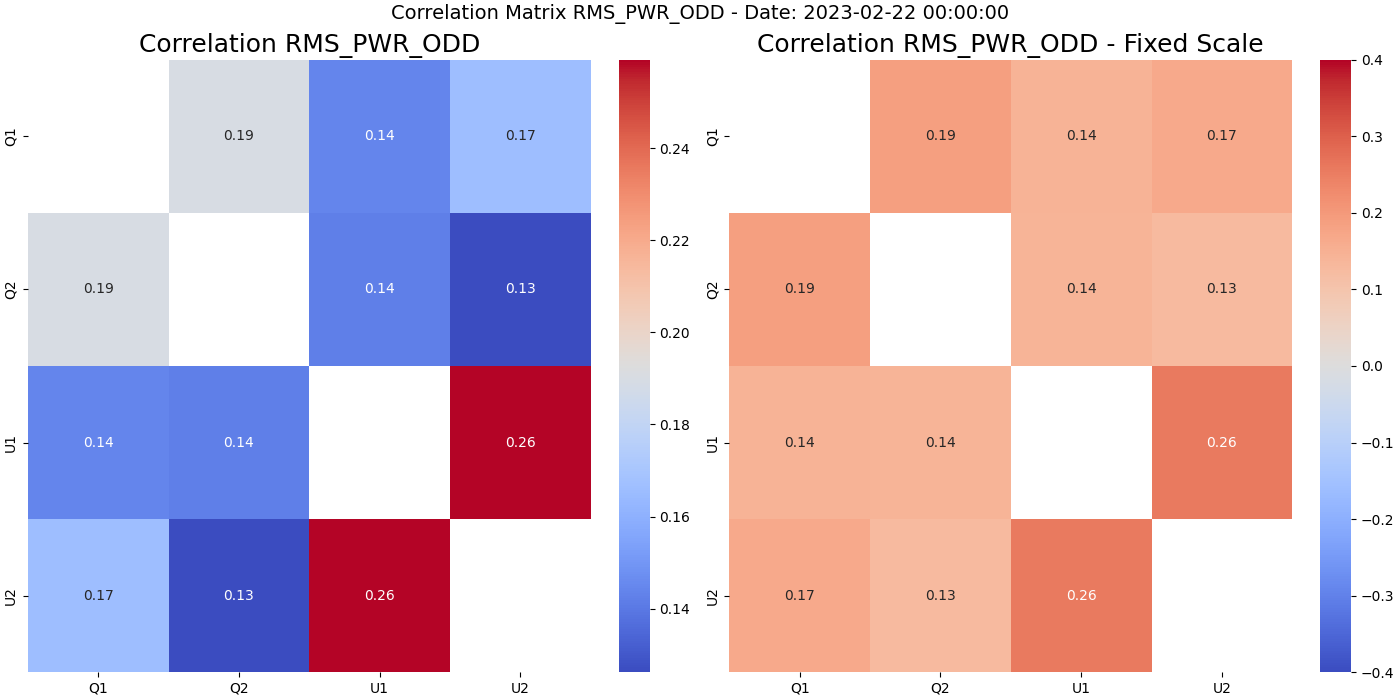 Correlation Matrix RMS_PWR_ODD - Date: 2023-02-22 00:00:00
Correlation RMS_PWR_ODD
Q1
0.19
0.14
0.17
Q2
0.19
0.14
0.13
U1
0.14
0.14
0.26
U2
0.17
0.13
0.26
Q1
Q2
U1
U2
0.24
0.22
0.20
0.18
0.16
0.14
Correlation RMS_PWR_ODD - Fixed Scale
Q1
0.19
0.14
0.17
Q2
0.19
0.14
0.13
U1
0.14
0.14
0.26
U2
0.17
0.13
0.26
Q1
Q2
U1
U2
0.4
0.3
0.2
0.1
0.0
−0.1
−0.2
−0.3
−0.4